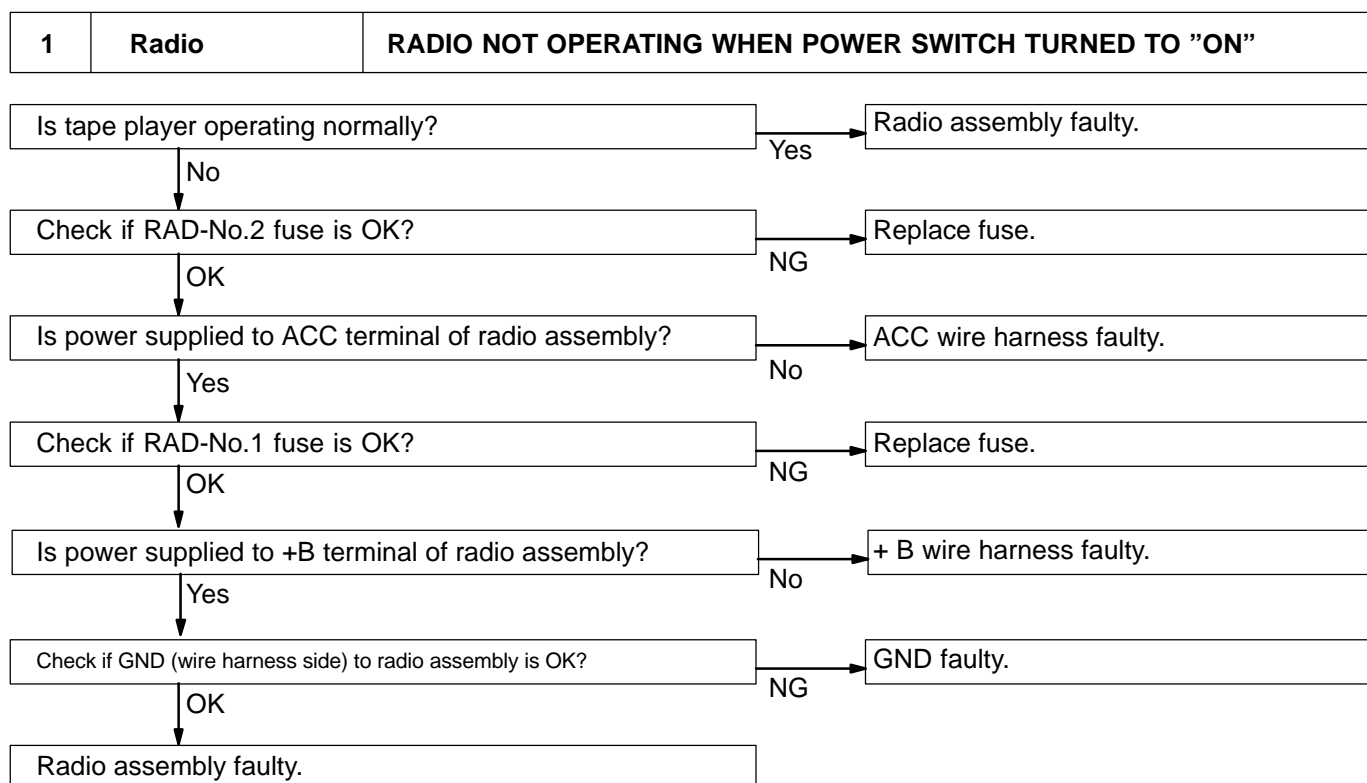 1 Radio RADIO NOT OPERATING WHEN POWER SWITCH TURNED TO ”ON”
Is tape player operating normally?
Yes
Radio assembly faulty.
No
Check if RAD-No.2 fuse is OK?
NG
Replace fuse.
OK
Is power supplied to ACC terminal of radio assembly?
No
ACC wire harness faulty.
Yes
Check if RAD-No.1 fuse is OK?
NG
Replace fuse.
OK
Is power supplied to +B terminal of radio assembly?
No
+ B wire harness faulty.
Yes
Check if GND (wire harness side) to radio assembly is OK?
NG
GND faulty.
OK
Radio assembly faulty.